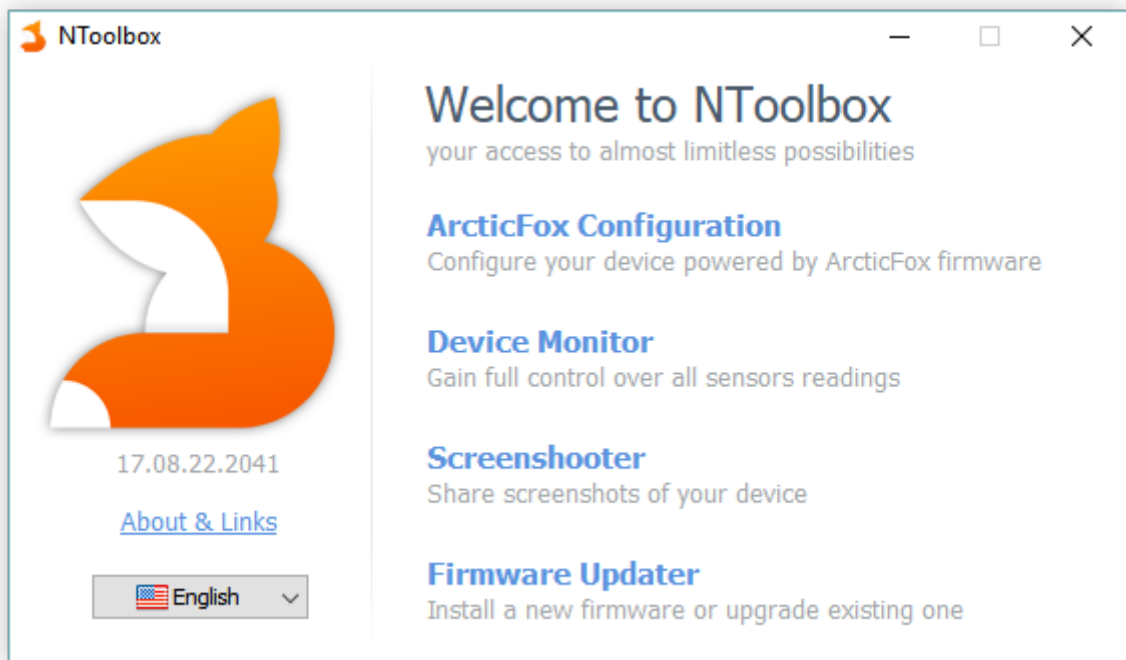 NToolbox
Welcome to NToolbox
your access to almost limitless possibilities
ArcticFox Configuration
Configure your device powered by ArcticFox firmware
Device Monitor
Gain full control over all sensors readings
Screenshooter
Share screenshots of your device
Firmware Updater
Install a new firmware or upgrade existing one
17.08.22.2041
About & Links
English